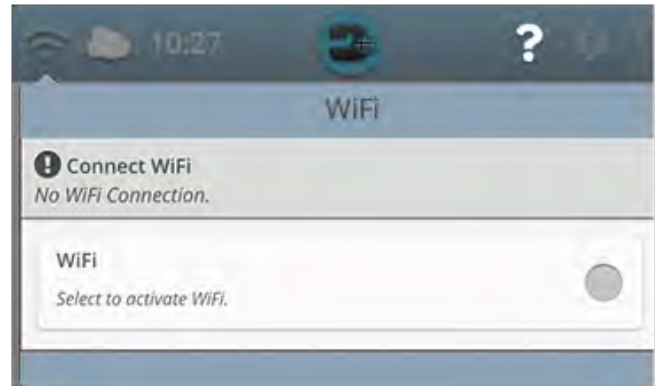 10:27
?
WiFi
Connect WiFi
No WiFi Connection.
WiFi
Select to activate WiFi.